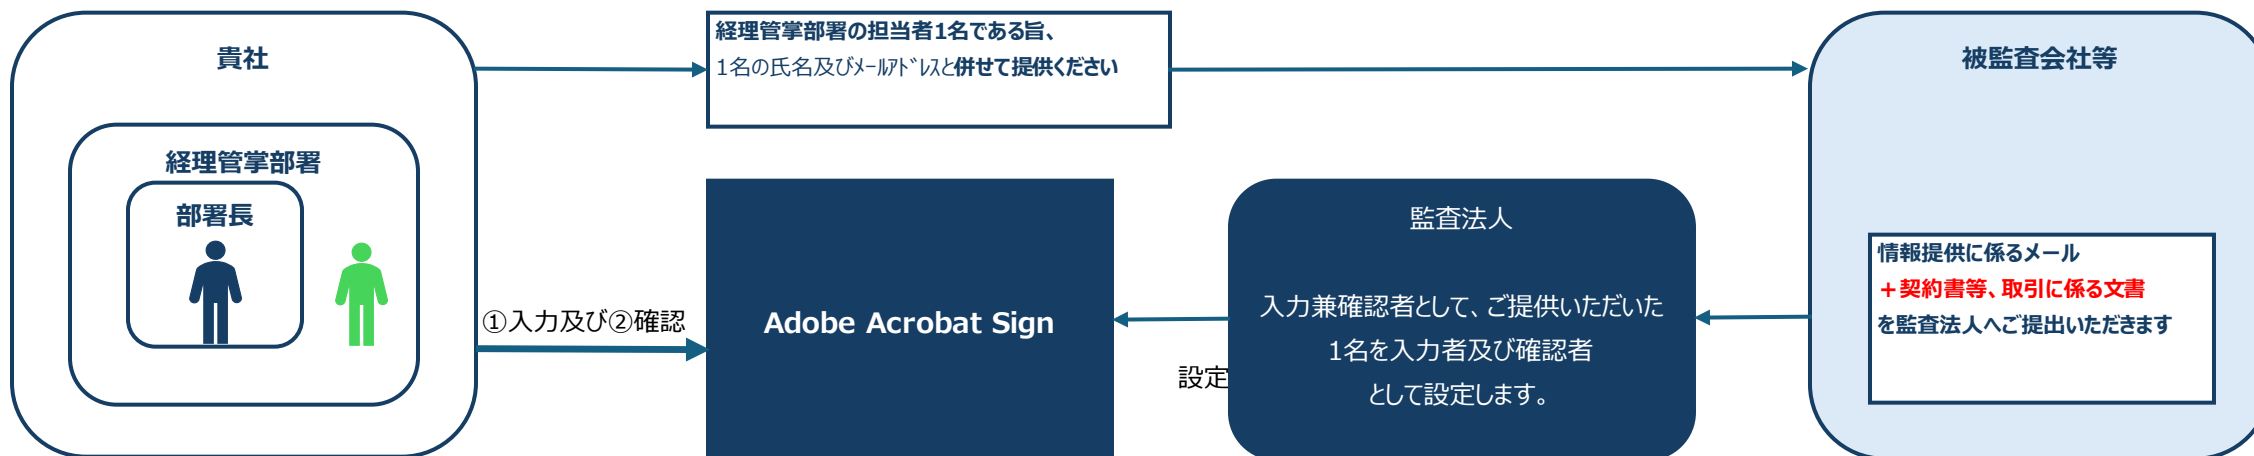 貴社
経理管掌部署
部署長
①入力及び②確認
経理管掌部署の担当者1名である旨、
1名の氏名及びﾒｰﾙｱﾄﾞﾚｽと併せて提供ください
Adobe Acrobat Sign
設定
監査法人
入力兼確認者として、ご提供いただいた
1名を入力者及び確認者
として設定します。
被監査会社等
情報提供に係るメール
＋契約書等、取引に係る文書
を監査法人へご提出いただきます